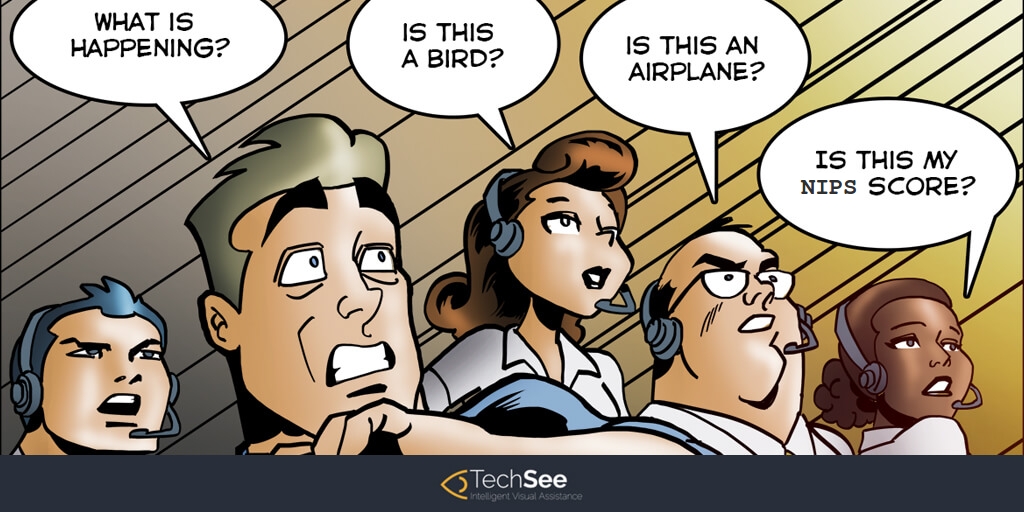 WHAT IS
HAPPENING?
IS THIS
A BIRD?
IS THIS AN
AIRPLANE?
IS THIS MY
NIPS SCORE?
TechSee
Intelligent Visual Assistance